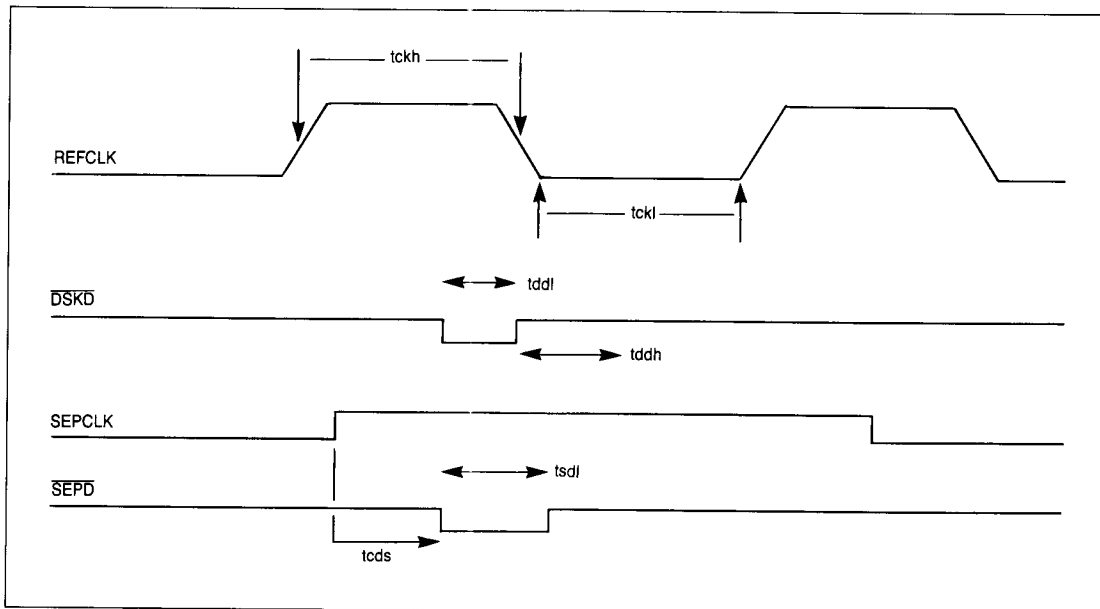 tckh
REFCLK
tckl
tddl
DSKD
tddh
SEPCLK
tsdl
SEPD
tcds